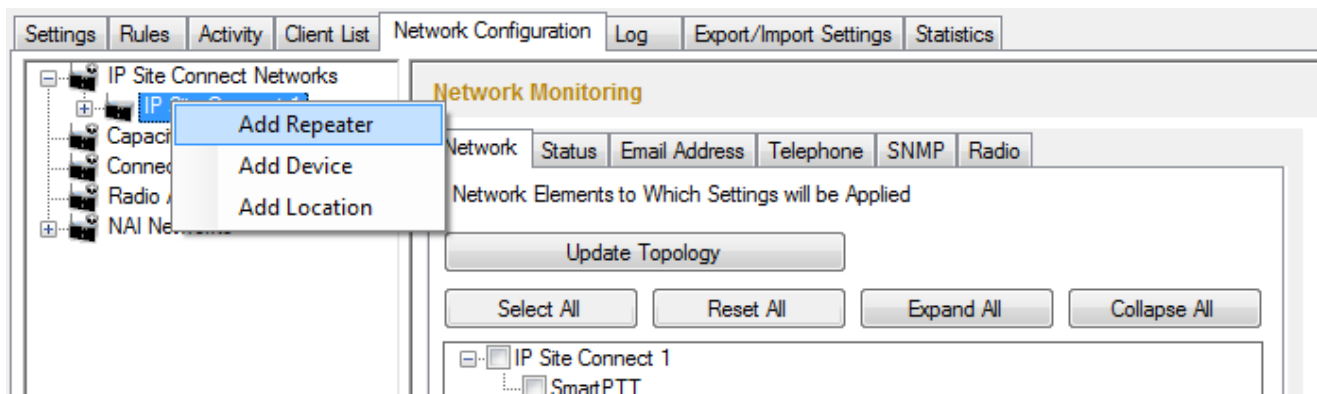 Settings Rules Activity Client List Network Configuration Log Export/Import Settings Statistics
IP Site Connect Networks
Network Monitoring
Add Repeater
Network Status Email Address Telephone SNMP Radio
Add Device
Radio
Network Elements to Which Settings will be Applied
Add Location
NAI
Update Topology
Select All Reset All Expand All Collapse All
IP Site Connect 1
SmartPTT